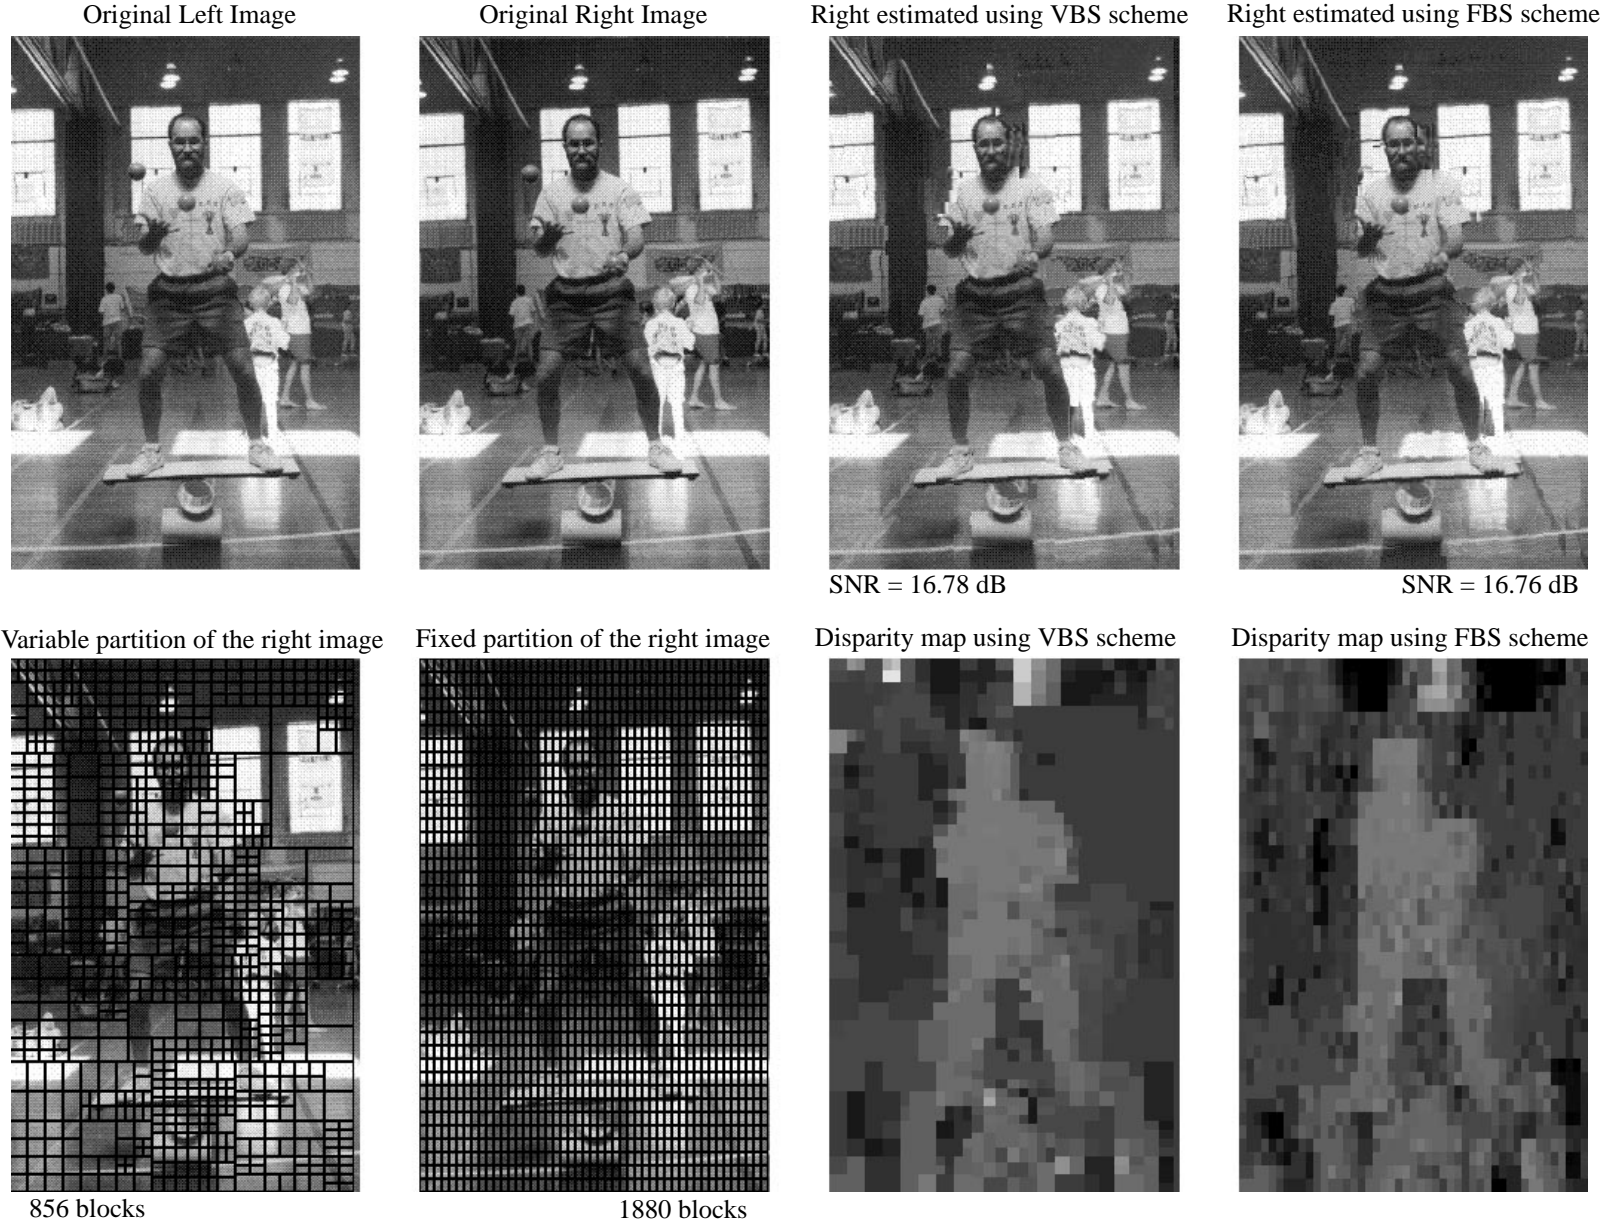 Original Left Image
Original Right Image
Right estimated using VBS scheme
Right estimated using FBS scheme
SNR = 16.78 dB
SNR = 16.76 dB
Variable partition of the right image
Fixed partition of the right image
Disparity map using VBS scheme
Disparity map using FBS scheme
856 blocks
1880 blocks